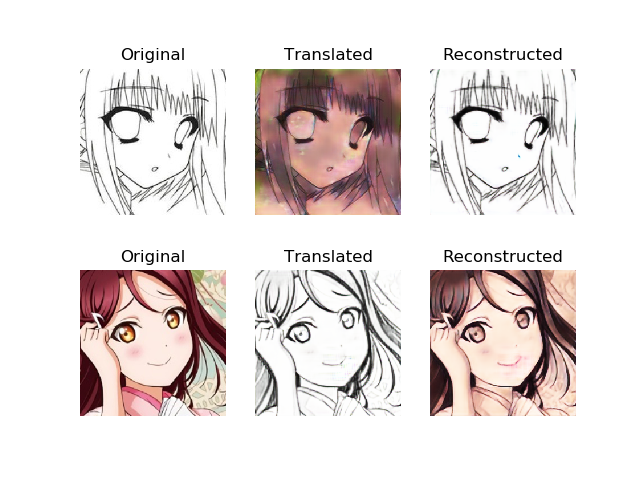 Original
Translated
Reconstructed
Original
Translated
Reconstructed